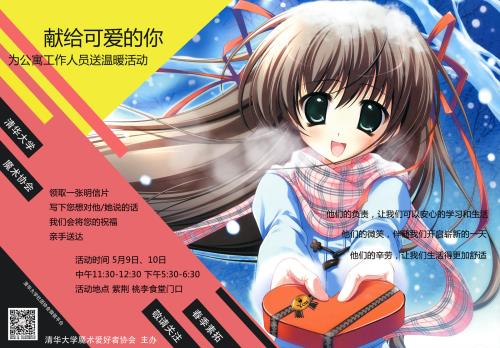 献给可爱的你
为公寓工作人员送温暖活动
清华大学
魔术协会
领取一张明信片
写下您想对他/她说的话
我们会将您的祝福
亲手送达
他们的负责，让我们可以安心的学习和生活
他们的微笑，伴随我们开启崭新的一天
他们的辛劳，让我们生活得更加舒适
活动时间 5月9日、10日
中午11:30-12:30 下午5:30-6:30
活动地点 紫荆 桃李食堂门口
春季素拓
敬请关注
清华大学魔术爱好者协会 主办